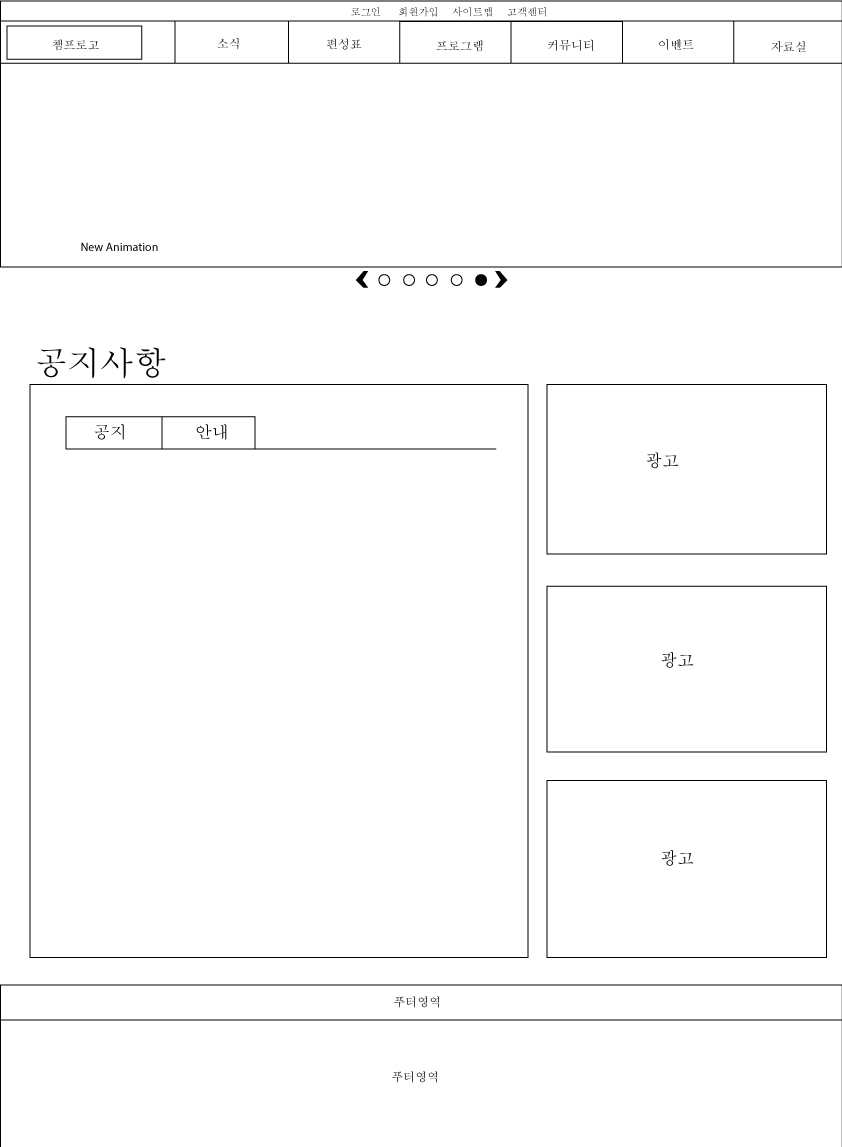 로그인 회원가입 사이트맵 고객센터
챔프로고 소식 편성표 프로그램 커뮤니티 이벤트 자료실
New Animation
공지사항
공지 안내
광고
광고
광고
푸터영역
푸터영역